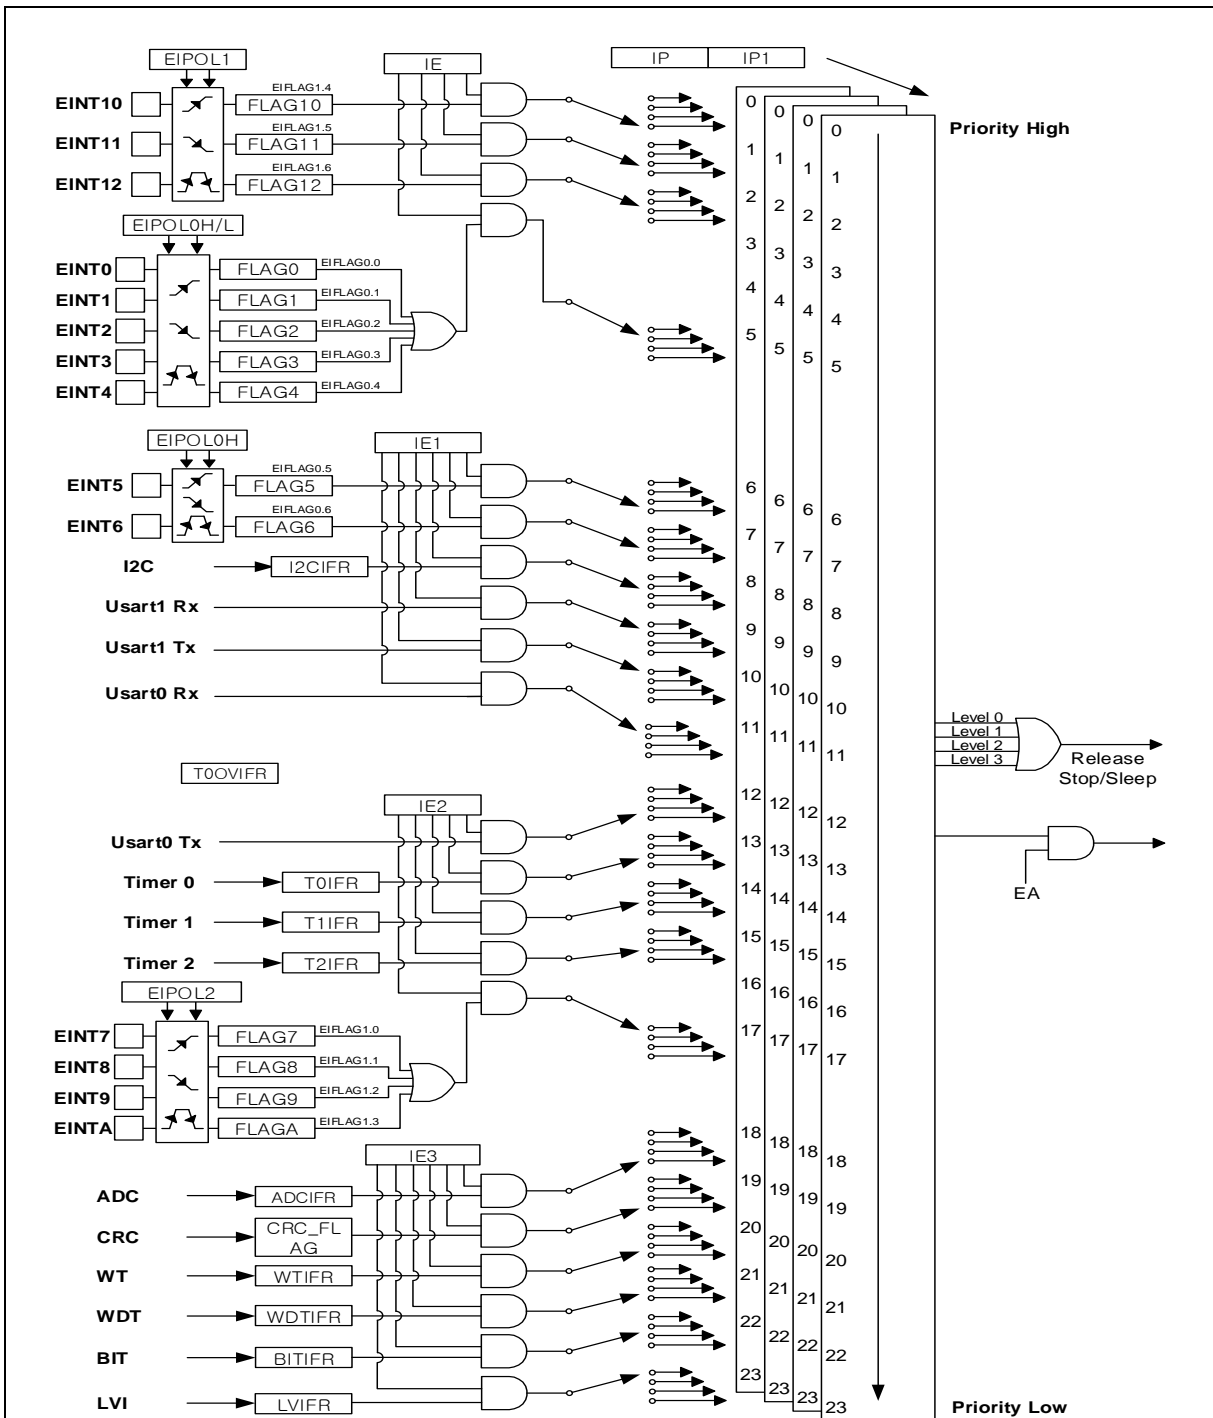 EIPOL1
IE
IP IP1
EINT10 FLAG10 EIFLAG1.4
EINT11 FLAG11 EIFLAG1.5
EINT12 FLAG12 EIFLAG1.6
Priority High
EIPOL0H/L
EINT0 FLAG0 EIFLAG0.0
EINT1 FLAG1 EIFLAG0.1
EINT2 FLAG2 EIFLAG0.2
EINT3 FLAG3 EIFLAG0.3
EINT4 FLAG4 EIFLAG0.4
0 0 0 0
1 1 1 1
2 2 2 2
3 3 3 3
4 4 4 4
5 5 5 5
EIPOL0H
IE1
EINT5 FLAG5 EIFLAG0.5
EINT6 FLAG6 EIFLAG0.6
I2C I2CIFR
Usart1 Rx
Usart1 Tx
Usart0 Rx
6 6 6 6
7 7 7 7
8 8 8 8
9 9 9 9
10 10 10 10
11 11 11 11
Level 0
Level 1
Level 2
Level 3
Release
Stop/Sleep
T0OVIFR
IE2
Usart0 Tx
Timer 0 T0IFR
Timer 1 T1IFR
Timer 2 T2IFR
EA
12 12 12 12
13 13 13 13
14 14 14 14
15 15 15 15
16 16 16 16
17 17 17 17
EIPOL2
EINT7 FLAG7 EIFLAG1.0
EINT8 FLAG8 EIFLAG1.1
EINT9 FLAG9 EIFLAG1.2
EINTA FLAGA EIFLAG1.3
IE3
ADC ADCIFR
CRC CRC_FL
AG
WT WTIFR
WDT WDTIFR
BIT BITIFR
LVI LVIFR
18 18 18 18
19 19 19 19
20 20 20 20
21 21 21 21
22 22 22 22
23 23 23 23
Priority Low